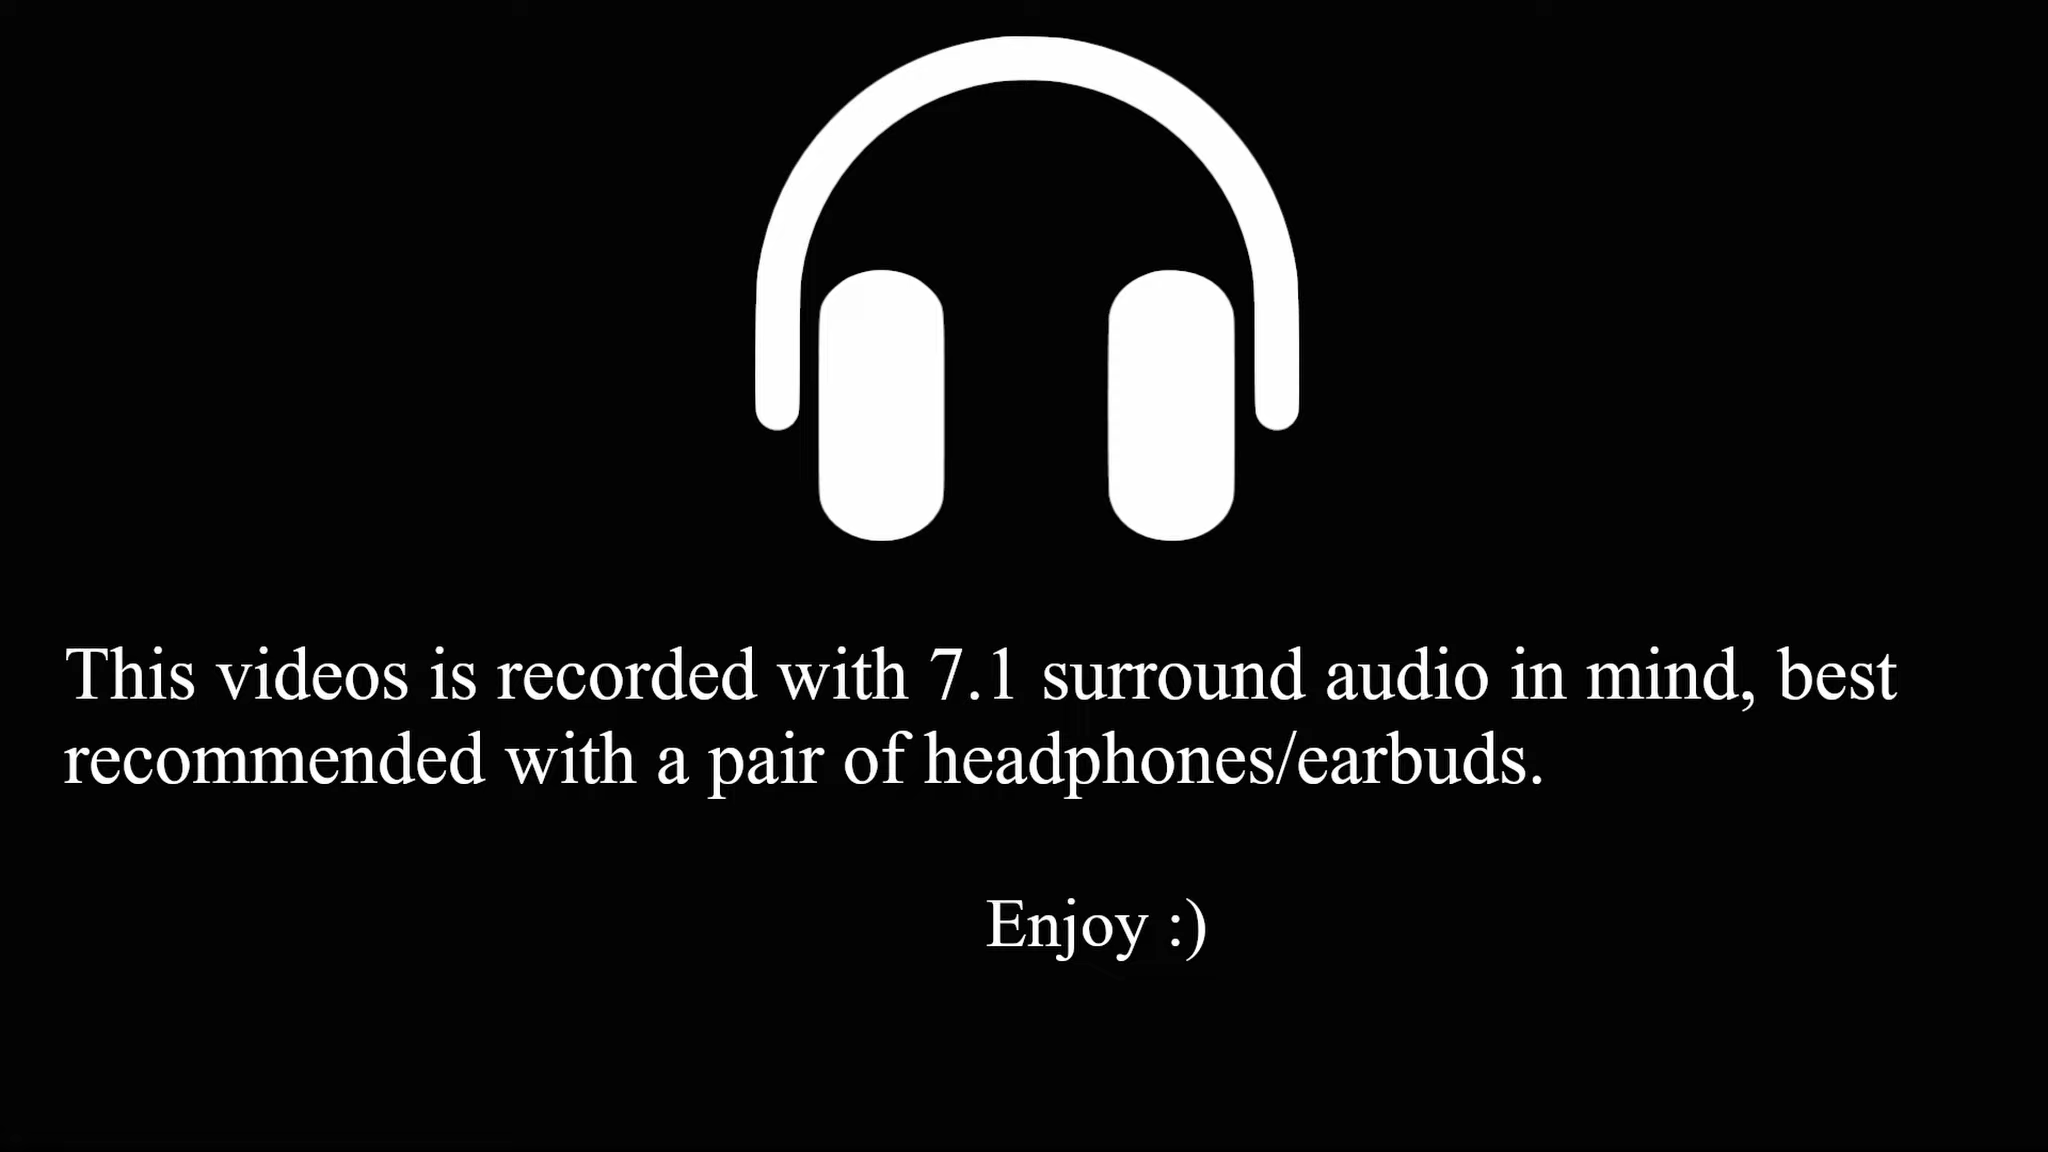 This videos is recorded with 7.1 surround audio in mind, best
recommended with a pair of headphones/earbuds.
Enjoy :)